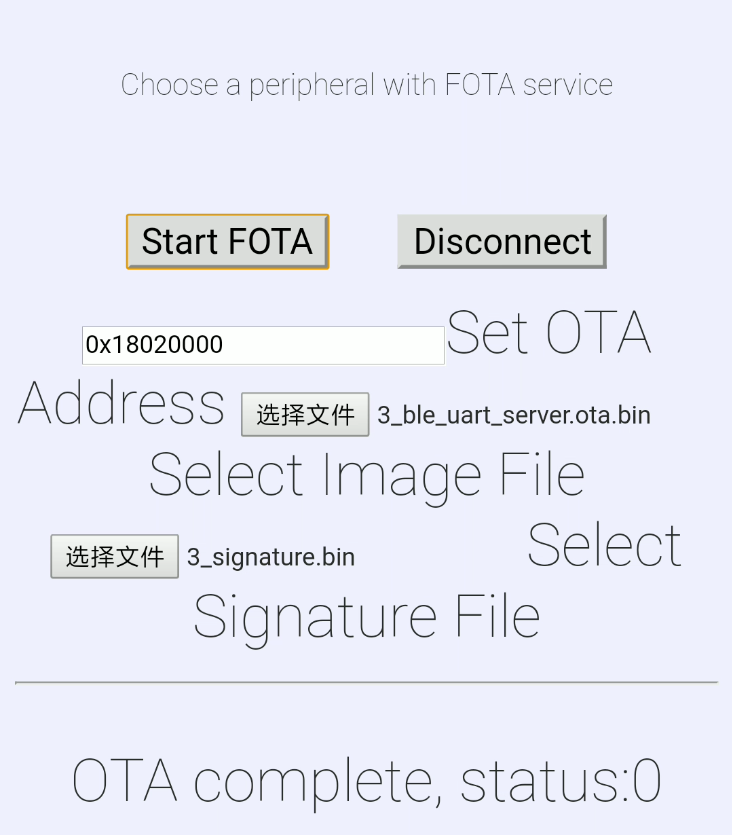 Choose a peripheral with FOTA service
Start FOTA Disconnect
0x18020000 Set OTA
Address 选择文件 3_ble_uart_server.ota.bin
Select Image File
选择文件 3_signature.bin Select
Signature File
OTA complete, status:0